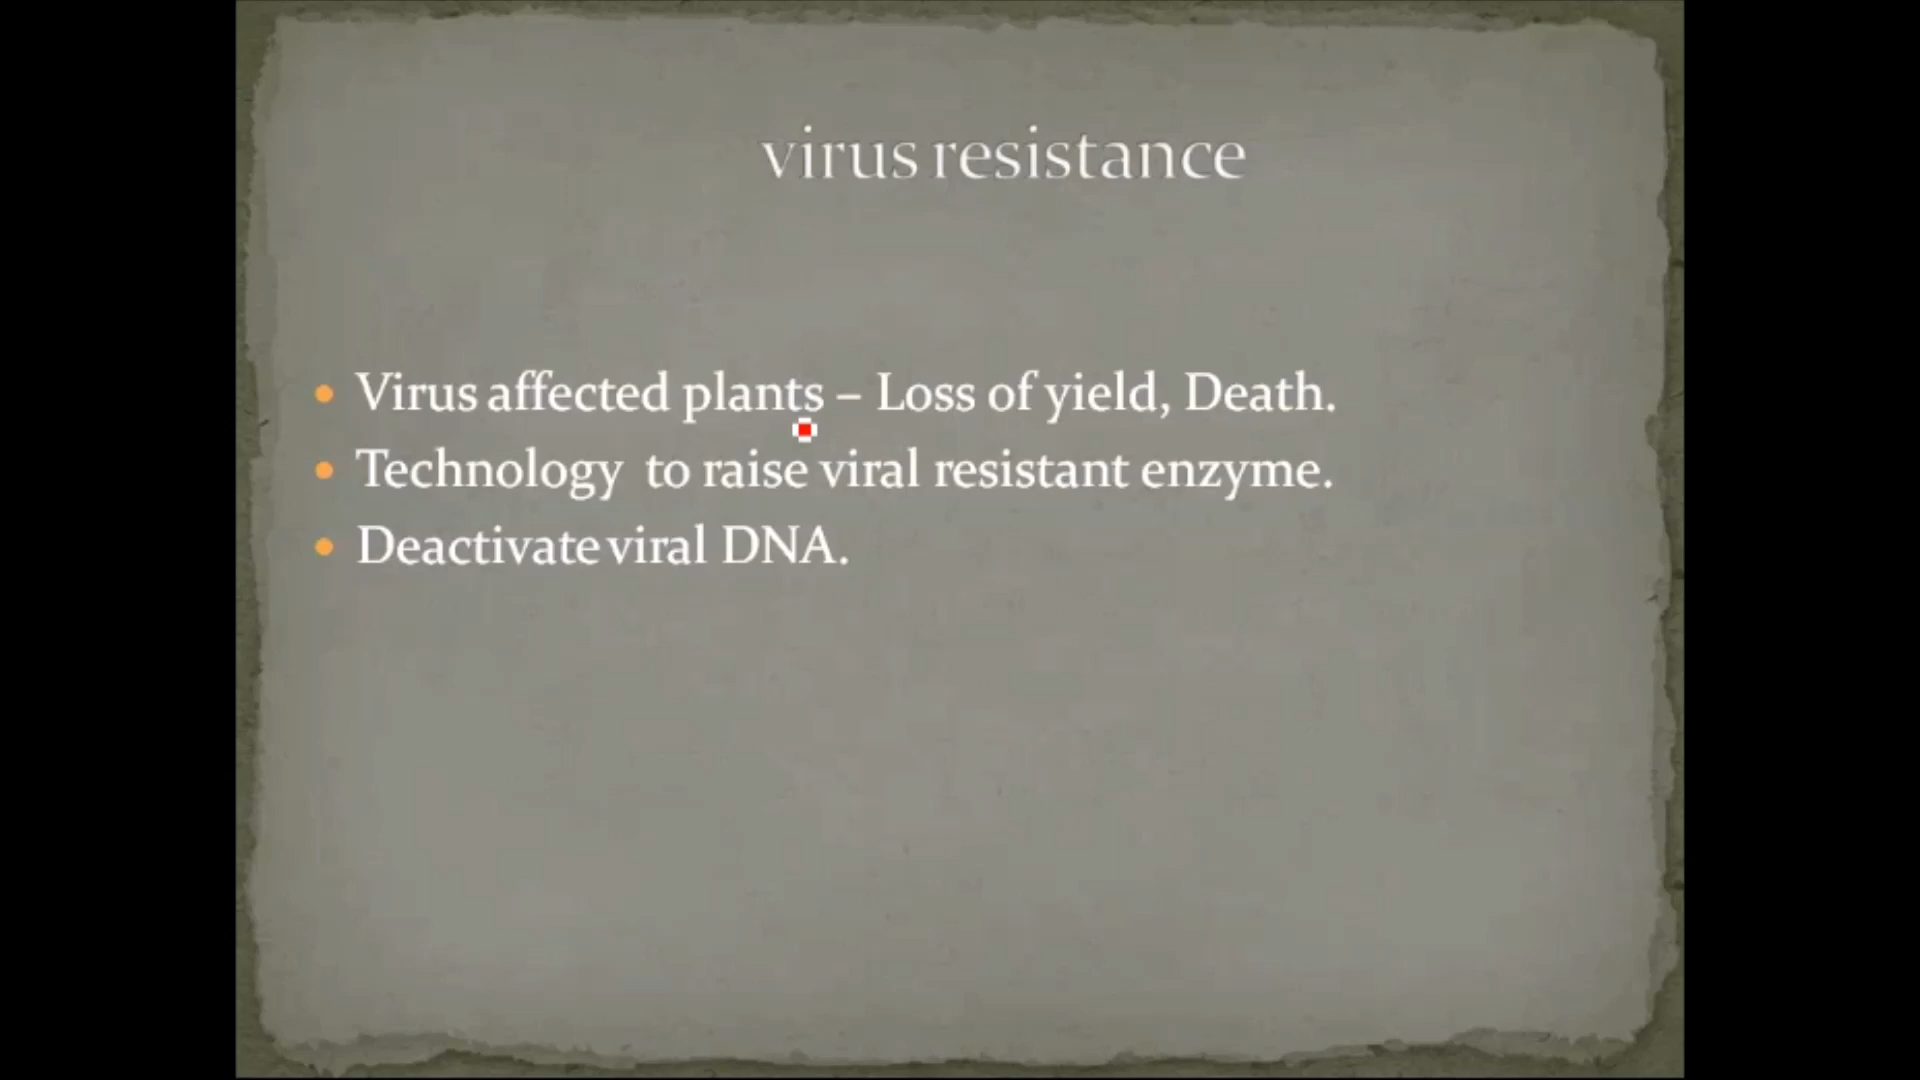 virus resistance
Virus affected plants – Loss of yield, Death.
Technology to raise viral resistant enzyme.
Deactivate viral DNA.